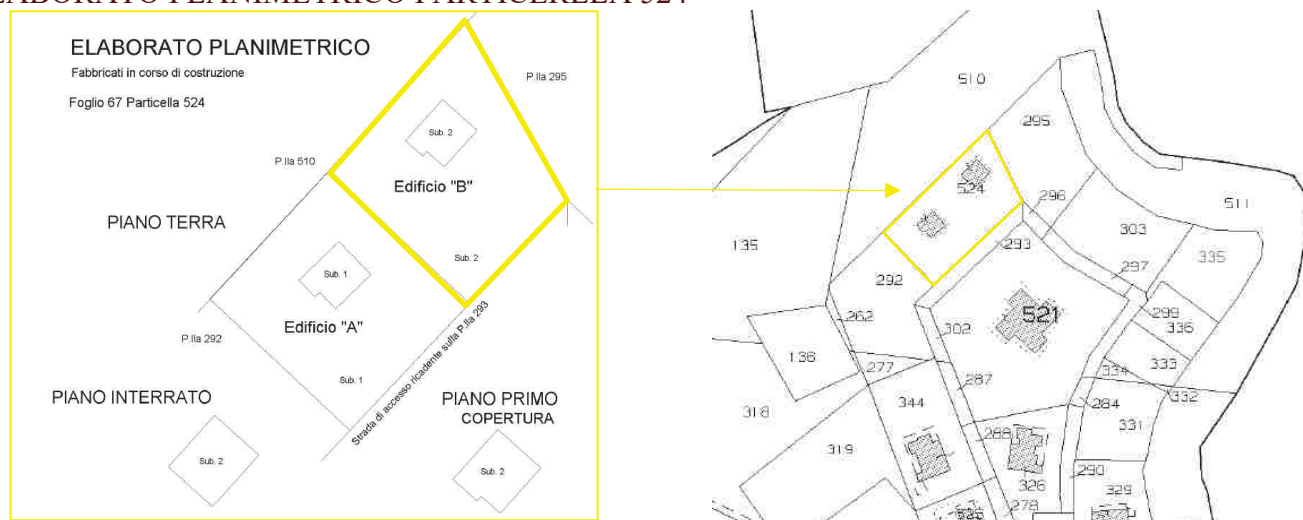 ELABORATO PLANIMETRICO PARTICERLLA 524
ELABORATO PLANIMETRICO
Fabbricati in corso di costruzione
Foglio 67 Particella 524
P.lla 295
Sub. 2
P.lla 510
Edificio "B"
PIANO TERRA
Sub. 2
Sub. 1
Edificio "A"
P.lla 292
Strada di accesso ricadente sulla P.lla 293
Sub. 1
PIANO INTERRATO
PIANO PRIMO
COPERTURA
Sub. 2
Sub. 2
510
295
524
296
511
135
293
303
335
292
297
262
302
521
299
336
136
277
333
334
287
344
284
332
318
331
288
319
290
326
329
278